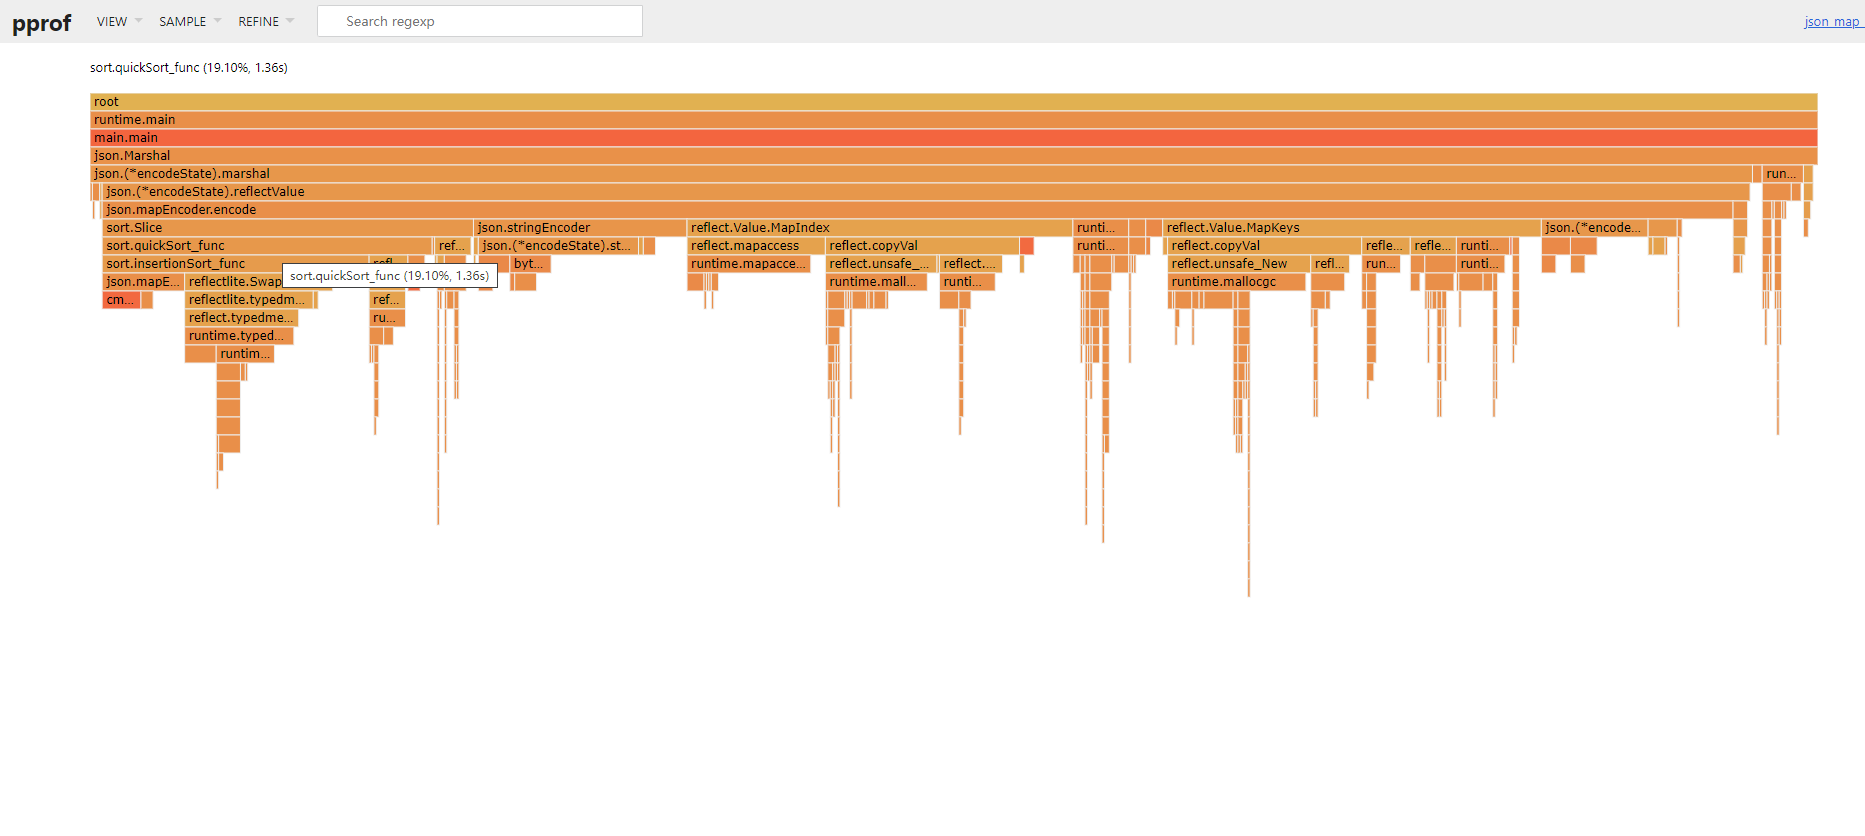 pprof VIEW SAMPLE REFINE Search regexp json_map_
sort.quickSort_func (19.10%, 1.36s)
root
runtime.main
main.main
json.Marshal
json.(*encodeState).marshal run...
json.(*encodeState).reflectValue
json.mapEncoder.encode
sort.Slice json.stringEncoder reflect.Value.MapIndex runti... reflect.Value.MapKeys json.(*encode...
sort.quickSort_func ref... json.(*encodeState).st... reflect.mapaccess reflect.copyVal runti... reflect.copyVal refle... refle... runti...
sort.insertionSort_func byt... runtime.mapacce... reflect.unsafe_... reflect.... reflect.unsafe_New refl... run... runti...
sort.quickSort_func (19.10%, 1.36s)
json.mapE... reflectlite.Swap runtime.mall... runti... runtime.mallocgc
cm... reflectlite.typedm... ref...
reflect.typedme... ru...
runtime.typed...
runtim...